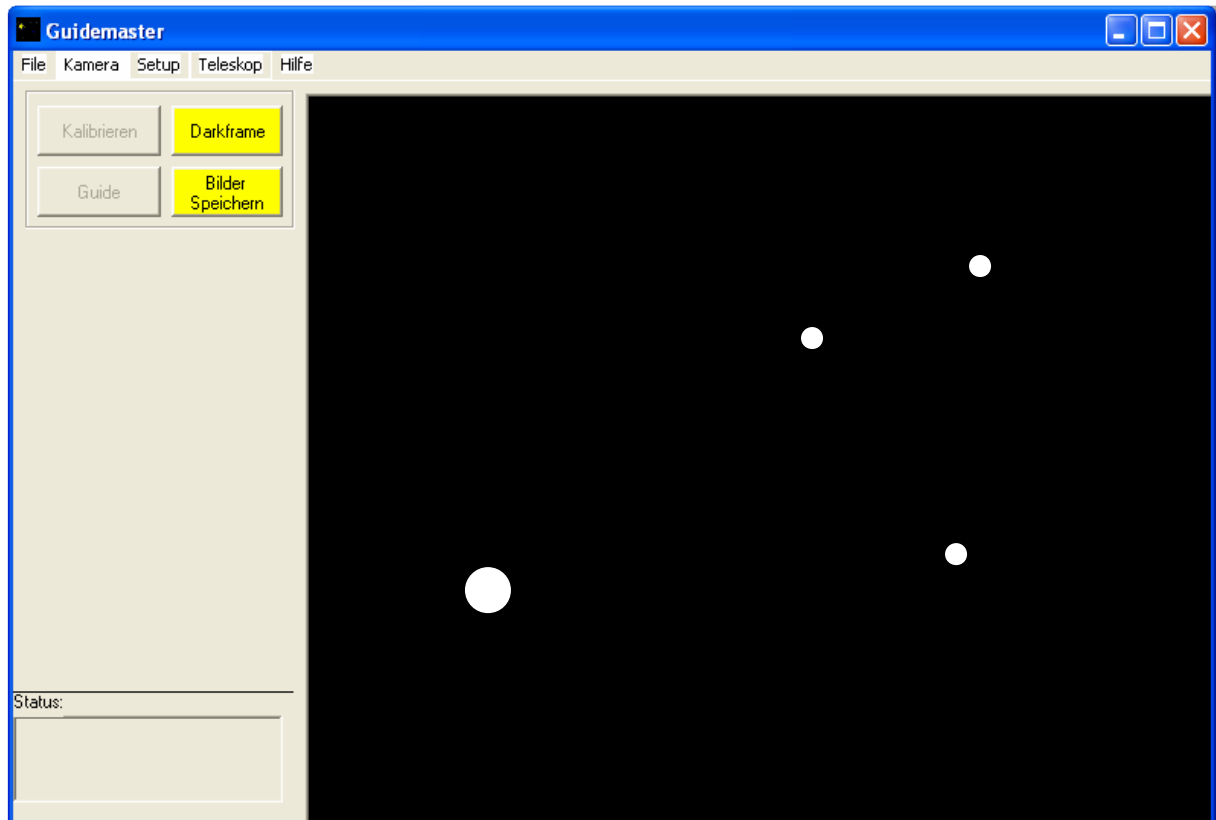 Guidemaster
File Kamera Setup Teleskop Hilfe
Kalibrieren
Darkframe
Guide
Bilder
Speichern
Status: